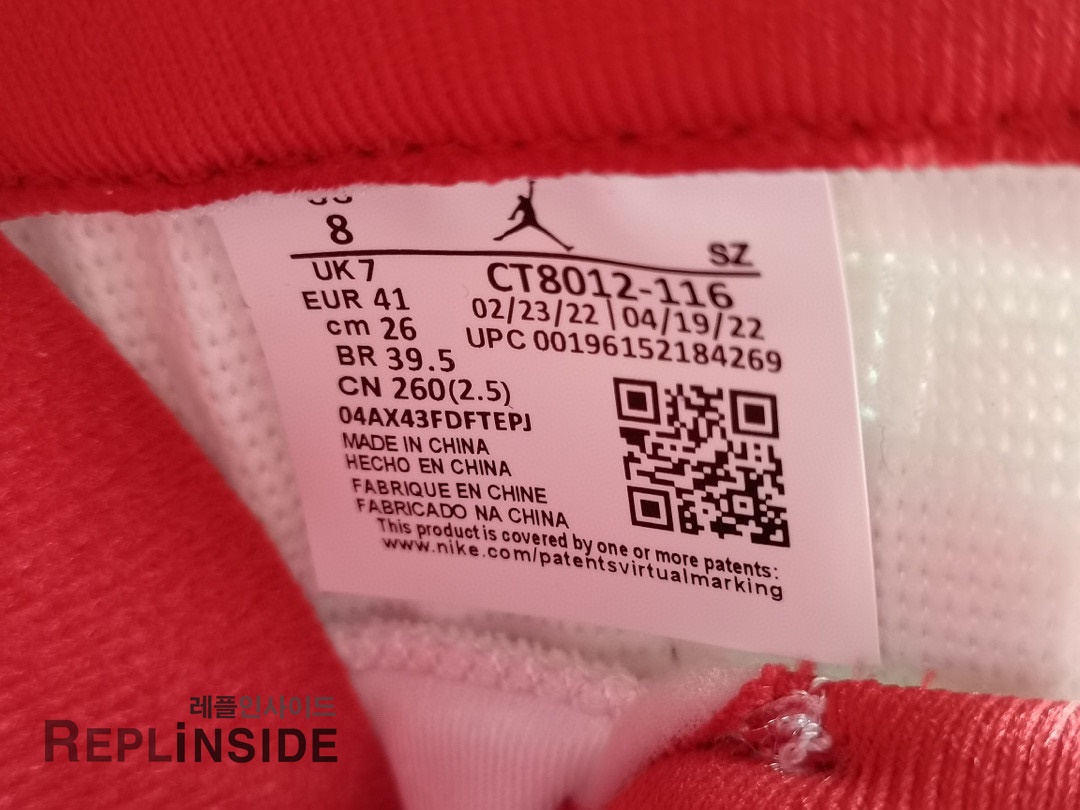 8
SZ
UK 7
CT8012-116
EUR 41
02/23/22 | 04/19/22
cm 26
UPC 00196152184269
BR 39.5
CN 260(2.5)
04AX43FDFTEPJ
MADE IN CHINA
HECHO EN CHINA
FABRIQUE EN CHINE
FABRICADO NA CHINA
This product is covered by one or more patents:
www.nike.com/patentsvirtualmarking
레플인사이드
REPLiNSIDE